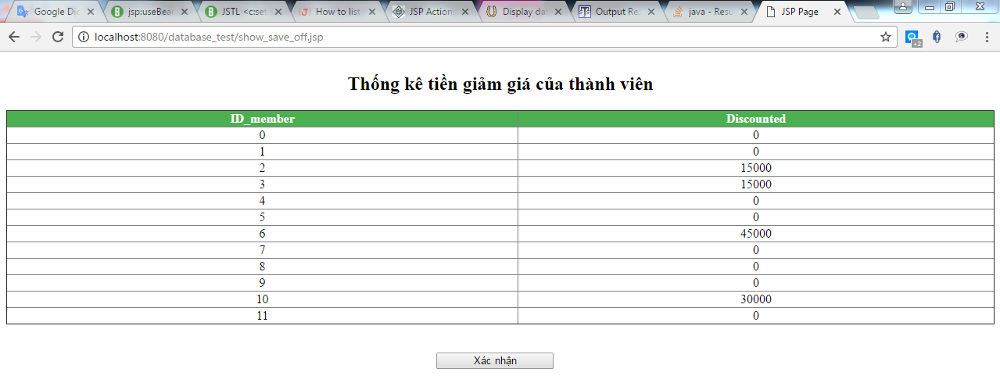 Google Dic jsp:useBear JSTL <c:set How to list JSP Action Display dat Output Res java - Resu JSP Page
localhost:8080/database_test/show_save_off.jsp +2
Thống kê tiền giảm giá của thành viên
ID_member Discounted
0 0
1 0
2 15000
3 15000
4 0
5 0
6 45000
7 0
8 0
9 0
10 30000
11 0
Xác nhận